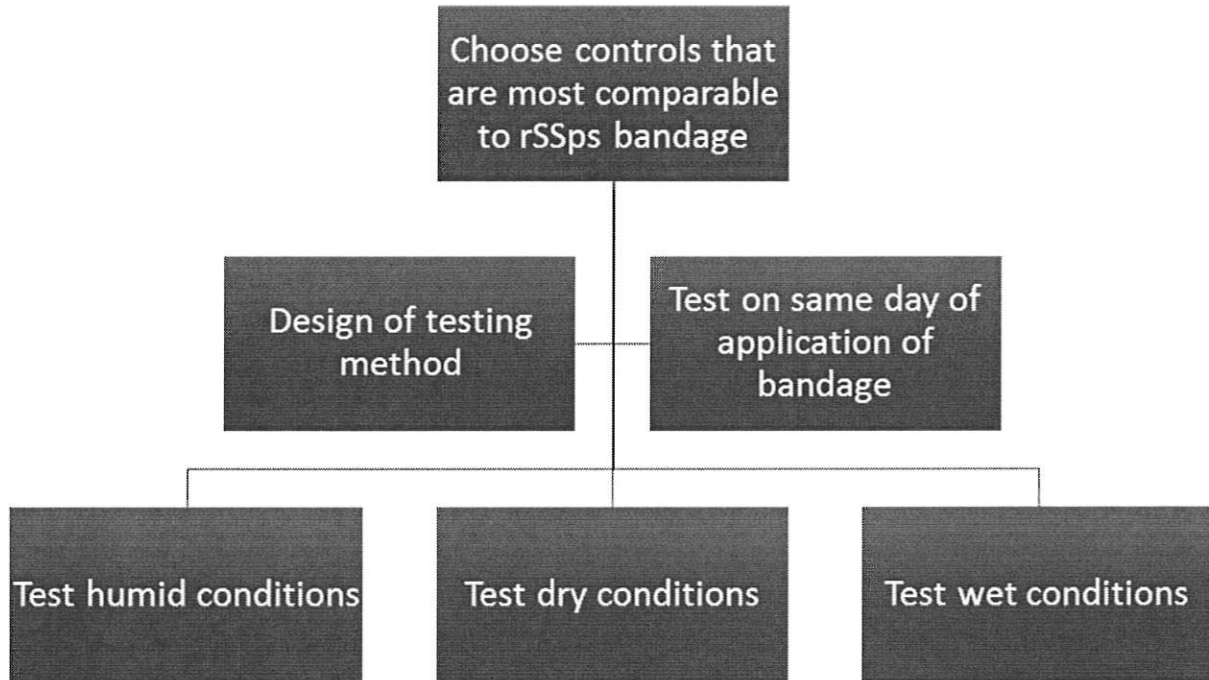 Choose controls that
are most comparable
to rSSps bandage
Design of testing
method
Test on same day of
application of
bandage
Test humid conditions
Test dry conditions
Test wet conditions